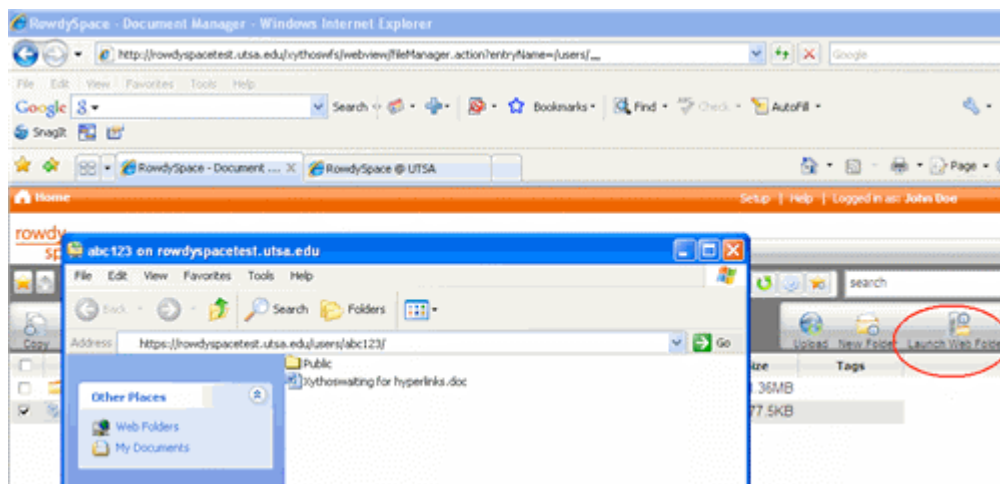 RowdySpace - Document Manager - Windows Internet Explorer
http://rowdyspacetest.utsa.edu/xythoswfs/webview/fileManager.action?entryName=/users/ Google
File Edit View Favorites Tools Help
Google Search Bookmarks Find Check AutoFill
SnagIt
RowdySpace - Document .... X RowdySpace @ UTSA Page
Home Setup | Help | Logged in as: John Doe
rowdy
sp
abc123 on rowdyspacetest.utsa.edu
File Edit View Favorites Tools Help
search
Back Search Folders
Copy Upload New Folder Launch Web Folde
Address https://rowdyspacetest.utsa.edu/users/abc123/ Go
Public Size Tags
Xythoswaiting for hyperlinks.doc .36MB
Other Places 77.5KB
Web Folders
My Documents